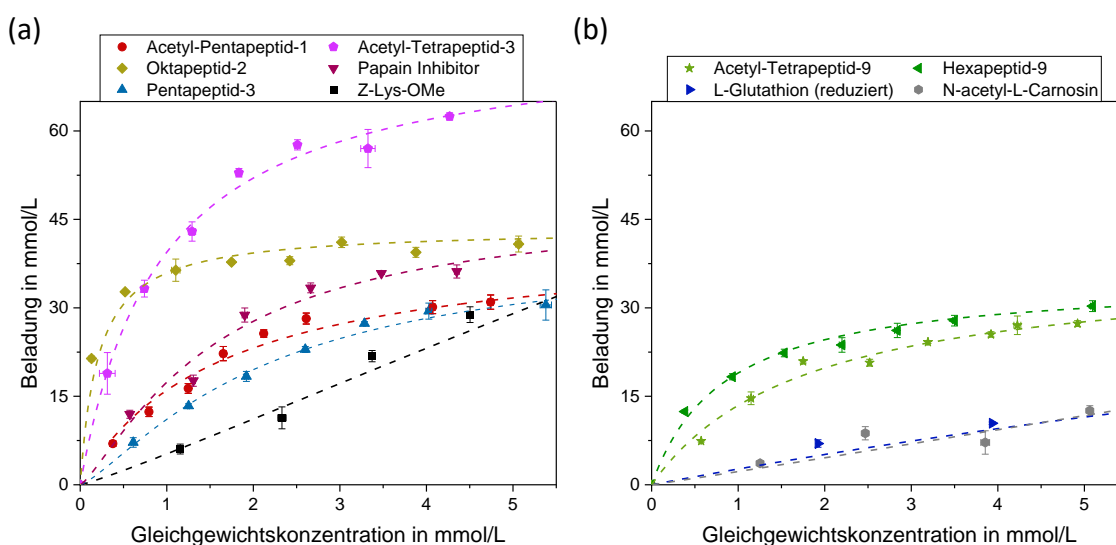 (a)
Acetyl-Pentapeptid-1 Acetyl-Tetrapeptid-3
Oktapeptid-2 Papain Inhibitor
Pentapeptid-3 Z-Lys-OMe
60
45
30
15
0
Beladung in mmol/L
0 1 2 3 4 5
Gleichgewichtskonzentration in mmol/L
(b)
Acetyl-Tetrapeptid-9 Hexapeptid-9
L-Glutathion (reduziert) N-acetyl-L-Carnosin
60
45
30
15
0
Beladung in mmol/L
0 1 2 3 4 5
Gleichgewichtskonzentration in mmol/L